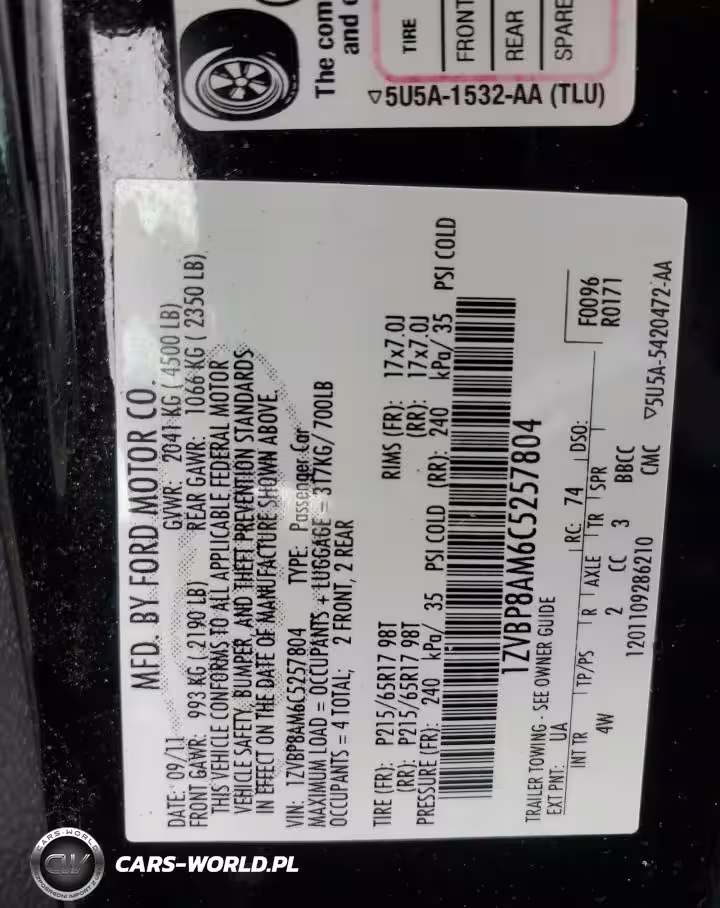 The com
and c
TIRE
FRONT
REAR
SPARE
▽5U5A-1532-AA (TLU)
MFD. BY FORD MOTOR CO.
DATE: 09/11 GVWR: 2041 KG ( 4500 LB)
FRONT GAWR: 993 KG ( 2190 LB) REAR GAWR: 1066 KG ( 2350 LB)
THIS VEHICLE CONFORMS TO ALL APPLICABLE FEDERAL MOTOR
VEHICLE SAFETY, BUMPER, AND THEFT PREVENTION STANDARDS
IN EFFECT ON THE DATE OF MANUFACTURE SHOWN ABOVE.
VIN: 1ZVBP8AM6C5257804 TYPE: Passenger Car
MAXIMUM LOAD = OCCUPANTS + LUGGAGE = 317KG/ 700LB
OCCUPANTS = 4 TOTAL; 2 FRONT, 2 REAR
TIRE (FR): P215/65R17 98T RIMS (FR): 17x7.0J
(RR): P215/65R17 98T (RR): 17x7.0J
PRESSURE (FR): 240 kPa/ 35 PSI COLD (RR): 240 kPa/ 35 PSI COLD
1ZVBP8AM6C5257804
TRAILER TOWING - SEE OWNER GUIDE
EXT PNT: UA RC: 74 DSO: F0096
R0171
INT TR TP/PS R AXLE TR SPR
4W 2 CC 3 BBCC
1201109286210 CMC ▽5U5A-5420472-AA
CARS-WORLD
CW
CARS-WORLD.PL